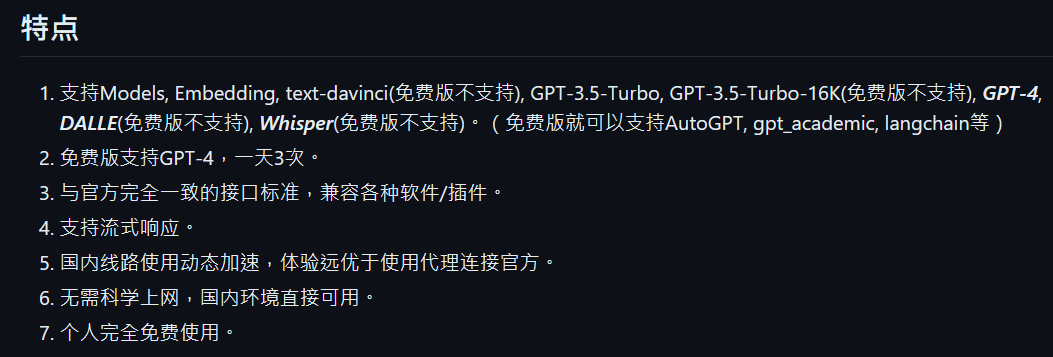 特点
1. 支持Models, Embedding, text-davinci(免费版不支持), GPT-3.5-Turbo, GPT-3.5-Turbo-16K(免费版不支持), GPT-4,
DALLE(免费版不支持), Whisper(免费版不支持)。（免费版就可以支持AutoGPT, gpt_academic, langchain等）
2. 免费版支持GPT-4，一天3次。
3. 与官方完全一致的接口标准，兼容各种软件/插件。
4. 支持流式响应。
5. 国内线路使用动态加速，体验远优于使用代理连接官方。
6. 无需科学上网，国内环境直接可用。
7. 个人完全免费使用。